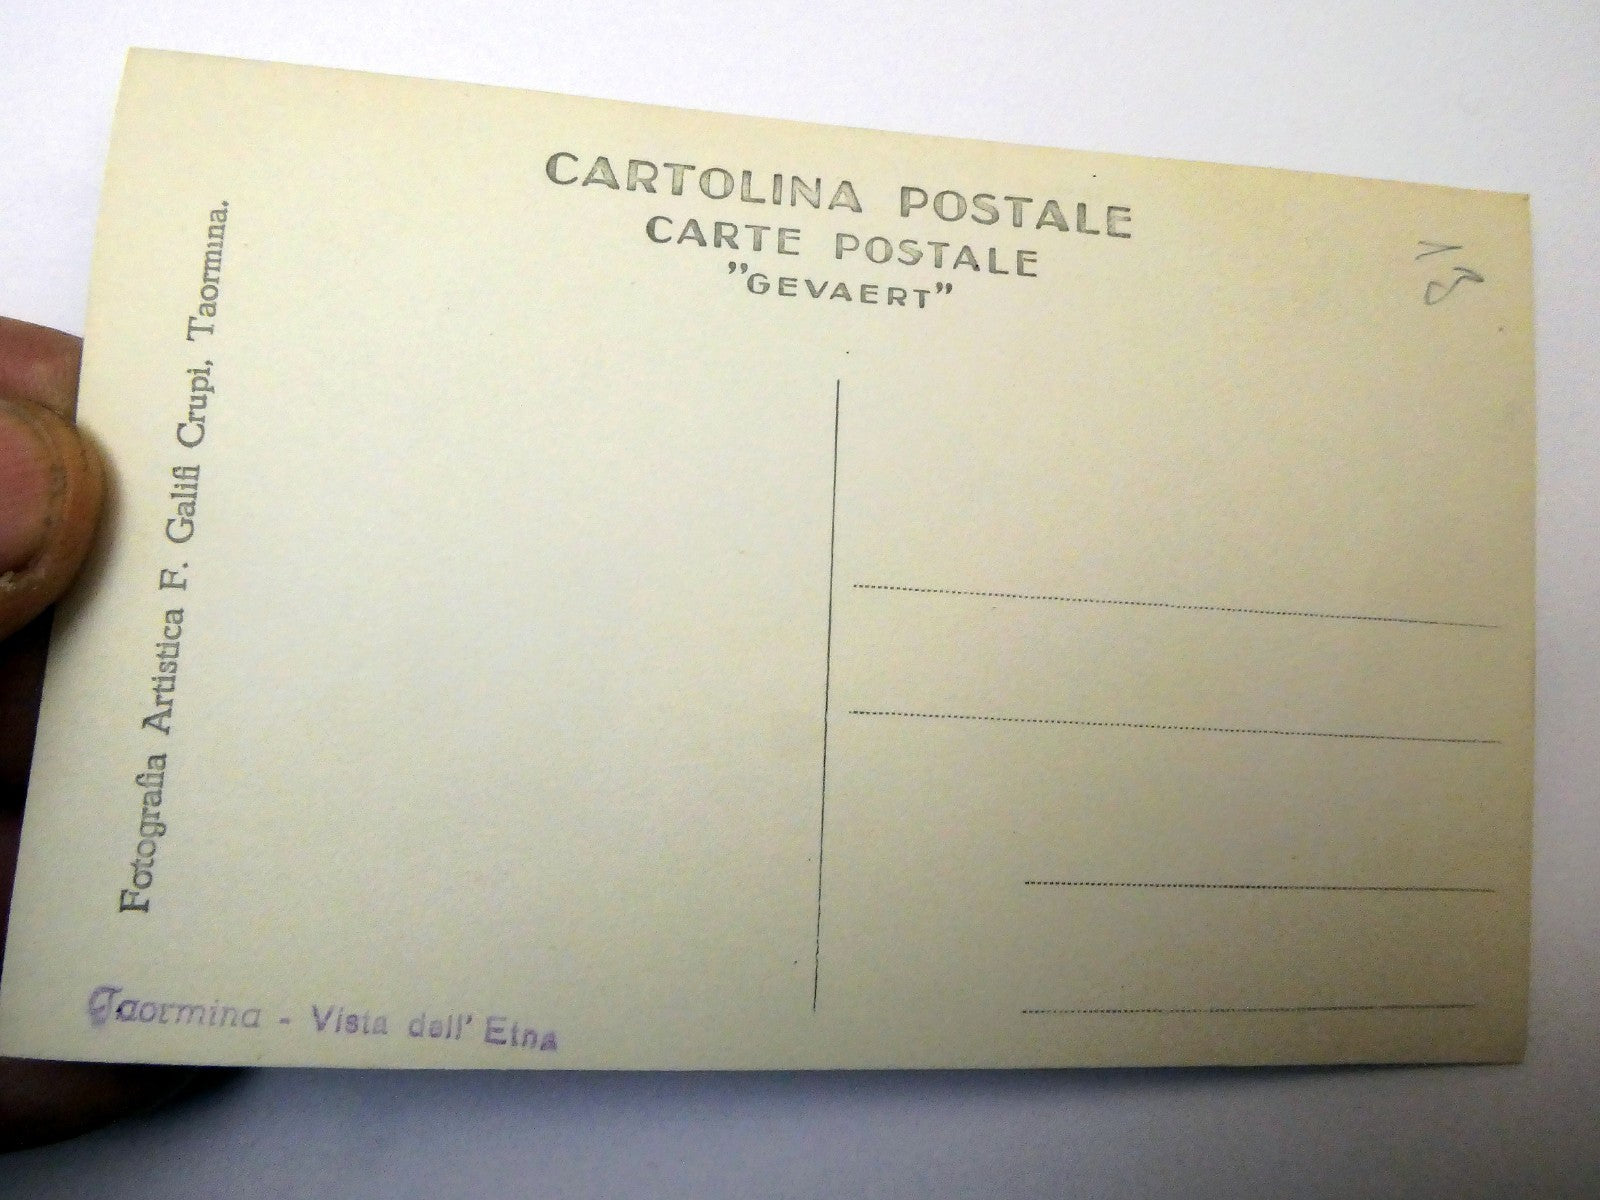 CARTOLINA POSTALE
CARTE POSTALE
"GEVAERT"
Fotografia Artistica F. Galifi Crupi, Taormina.
Taormina - Vista dell' Etna